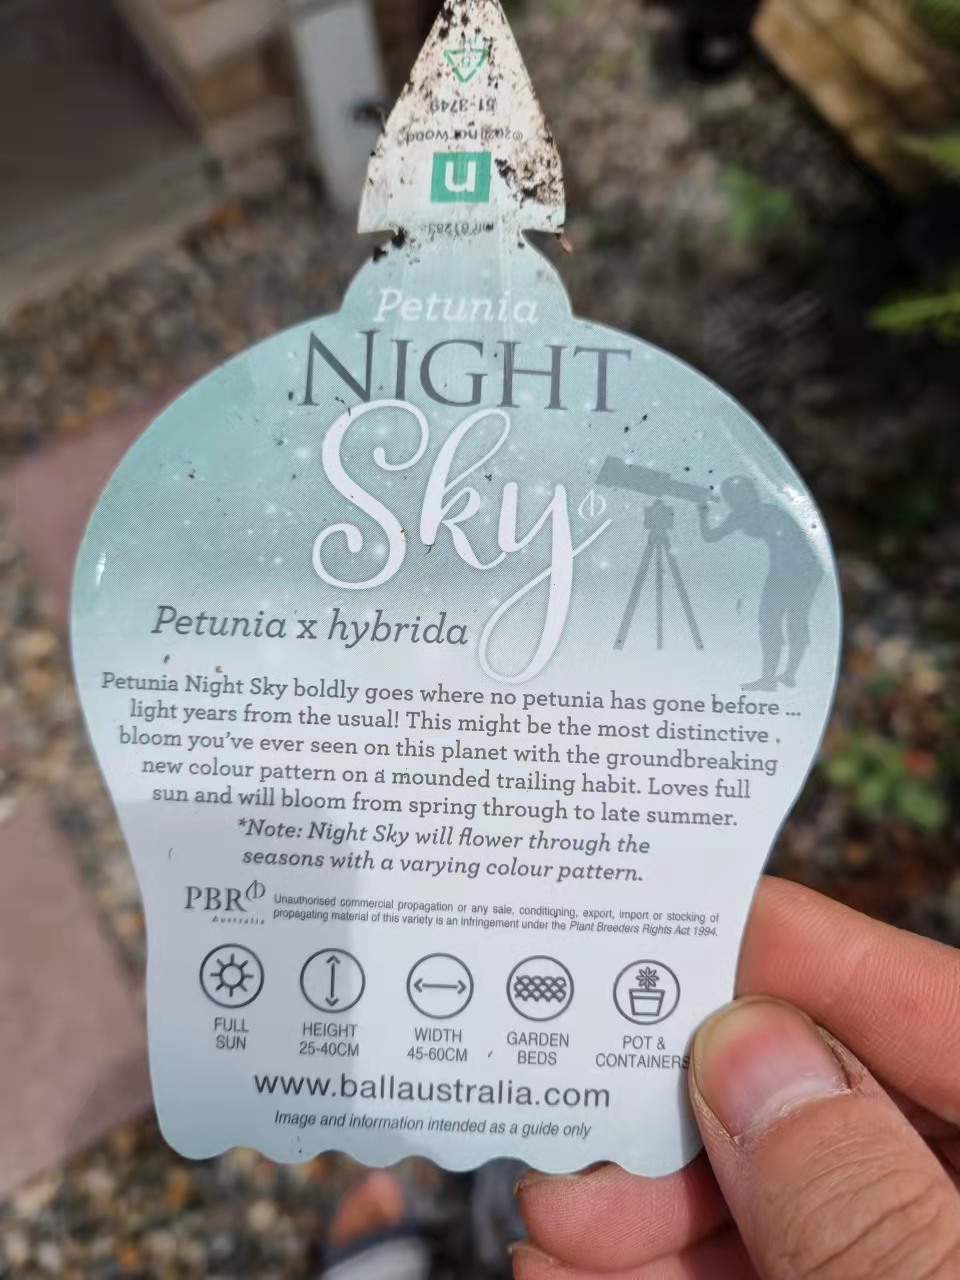 51-3749
©2021 norwood
n
Petunia
NIGHT
Sky
Petunia x hybrida
Petunia Night Sky boldly goes where no petunia has gone before ...
light years from the usual! This might be the most distinctive
bloom you've ever seen on this planet with the groundbreaking
new colour pattern on a mounded trailing habit. Loves full
sun and will bloom from spring through to late summer.
*Note: Night Sky will flower through the
seasons with a varying colour pattern.
PBR
Australia
Unauthorised commercial propagation or any sale, conditioning, export, import or stocking of
propagating material of this variety is an infringement under the Plant Breeders Rights Act 1994.
FULL
SUN
HEIGHT
25-40CM
WIDTH
45-60CM
GARDEN
BEDS
POT &
CONTAINERS
www.ballaustralia.com
Image and information intended as a guide only